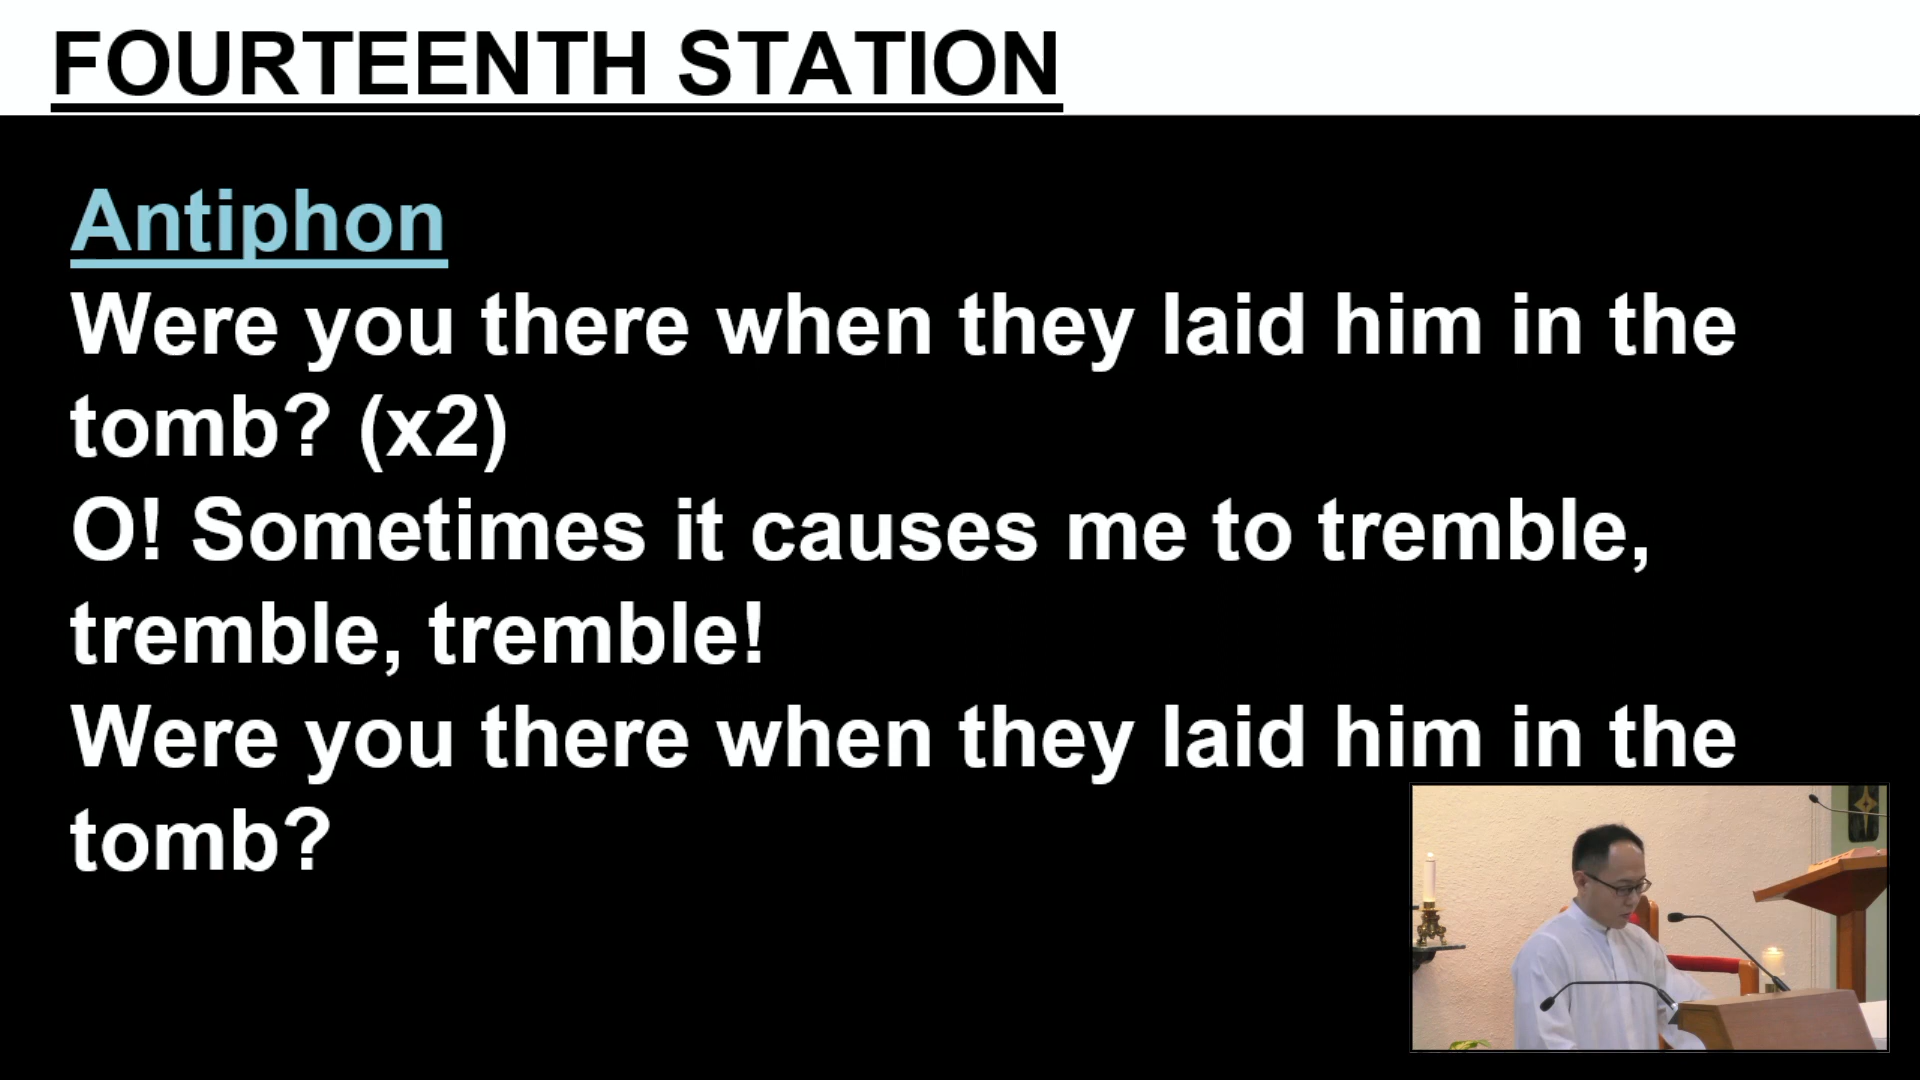 FOURTEENTH STATION
Antiphon
Were you there when they laid him in the
tomb? (x2)
O! Sometimes it causes me to tremble,
tremble, tremble!
Were you there when they laid him in the
tomb?